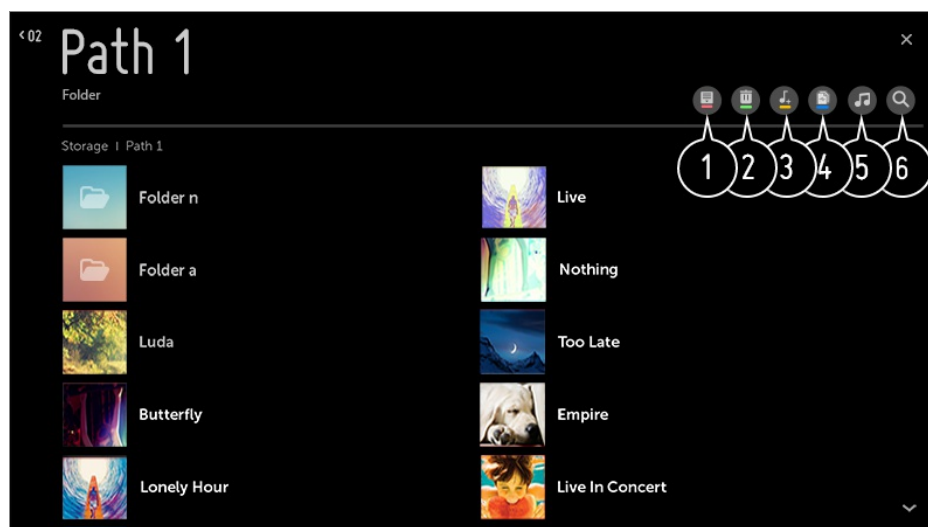 < 02
Path 1
Folder
1 2 3 4 5 6
Storage | Path 1
Folder n
Live
Folder a
Nothing
Luda
Too Late
Butterfly
Empire
Lonely Hour
Live In Concert